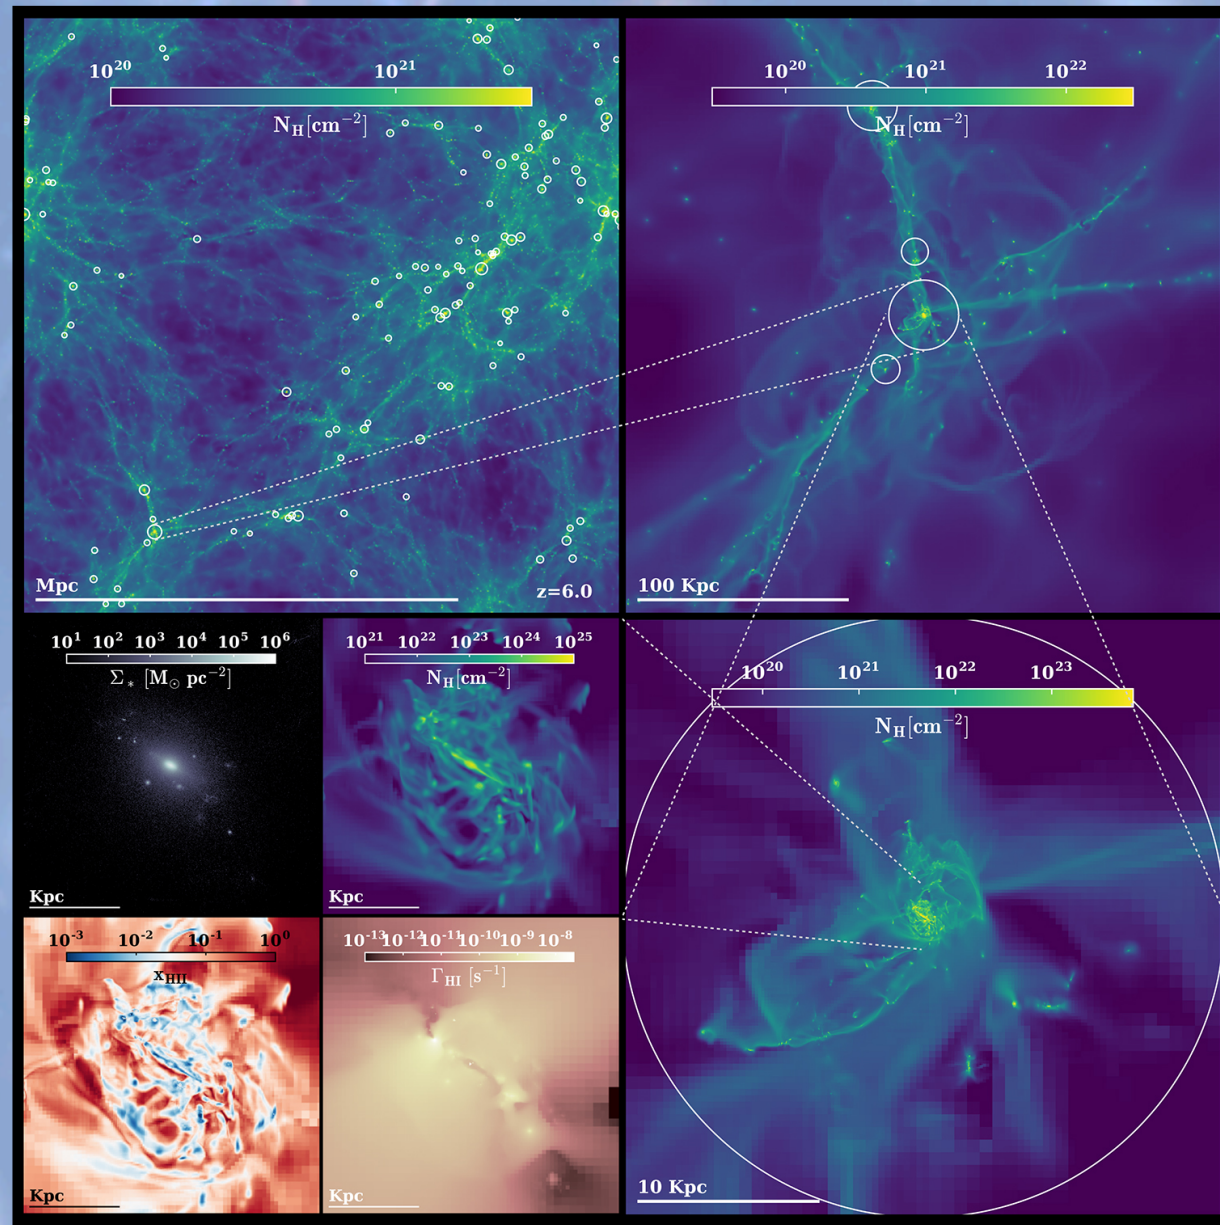 10^20 10^21
N_H[cm^−2]
Mpc
z=6.0
10^20 10^21 10^22
N_H[cm^−2]
100 Kpc
10^1 10^2 10^3 10^4 10^5 10^6
Σ_* [M_⊙ pc^−2]
Kpc
10^21 10^22 10^23 10^24 10^25
N_H[cm^−2]
Kpc
10^20 10^21 10^22 10^23
N_H[cm^−2]
10 Kpc
10^-3 10^-2 10^-1 10^0
x_HII
Kpc
10^-13 10^-12 10^-11 10^-10 10^-9 10^-8
Γ_HI [s^−1]
Kpc